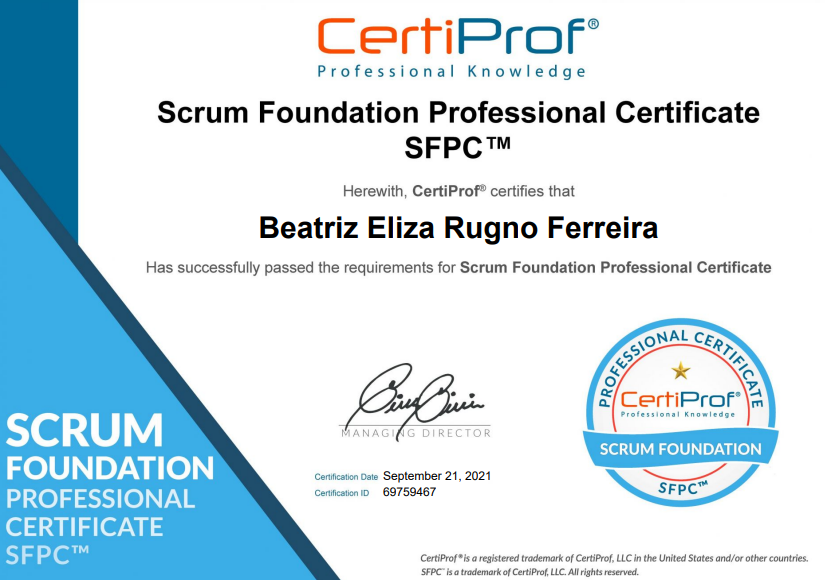 CertiProf®
Professional Knowledge
Scrum Foundation Professional Certificate
SFPC™
Herewith, CertiProf® certifies that
Beatriz Eliza Rugno Ferreira
Has successfully passed the requirements for Scrum Foundation Professional Certificate
MANAGING DIRECTOR
Certification Date September 21, 2021
Certification ID 69759467
SCRUM
FOUNDATION
PROFESSIONAL
CERTIFICATE
SFPC™
PROFESSIONAL CERTIFICATE
CertiProf®
Professional Knowledge
SCRUM FOUNDATION
SFPC™
CertiProf® is a registered trademark of CertiProf, LLC in the United States and/or other countries.
SFPC™ is a trademark of CertiProf, LLC. All rights reserved.